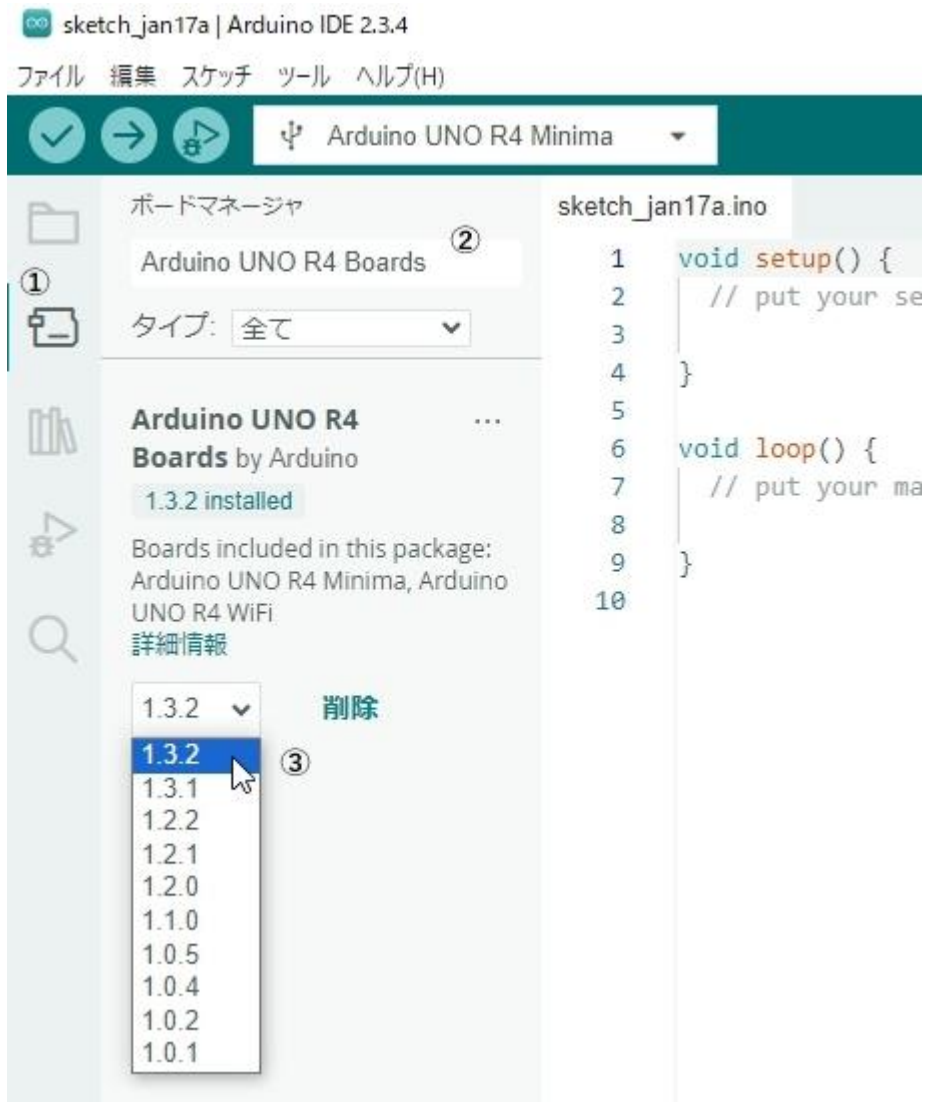 sketch_jan17a | Arduino IDE 2.3.4
ファイル 編集 スケッチ ツール ヘルプ(H)
Arduino UNO R4 Minima
ボードマネージャ
②
Arduino UNO R4 Boards
①
タイプ: 全て
Arduino UNO R4 ...
Boards by Arduino
1.3.2 installed
Boards included in this package:
Arduino UNO R4 Minima, Arduino
UNO R4 WiFi
詳細情報
1.3.2 削除
1.3.2
③
1.3.1
1.2.2
1.2.1
1.2.0
1.1.0
1.0.5
1.0.4
1.0.2
1.0.1
sketch_jan17a.ino
1 void setup() {
2 // put your se
3
4 }
5
6 void loop() {
7 // put your ma
8
9 }
10